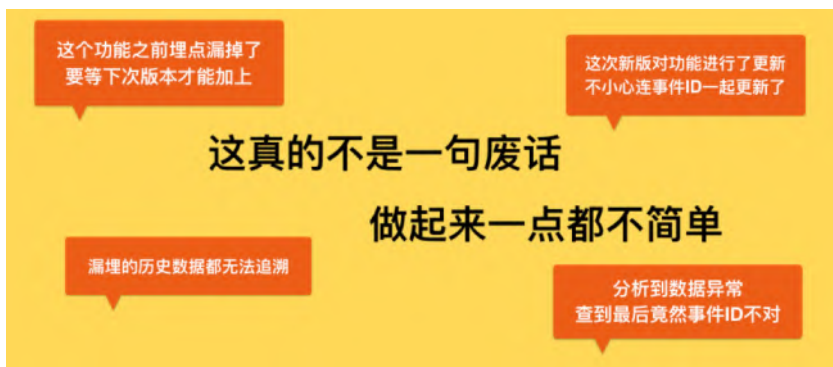 这个功能之前埋点漏掉了
要等下次版本才能加上
这次新版对功能进行了更新
不小心连事件ID一起更新了
这真的不是一句废话
做起来一点都不简单
漏埋的历史数据都无法追溯
分析到数据异常
查到最后竟然事件ID不对